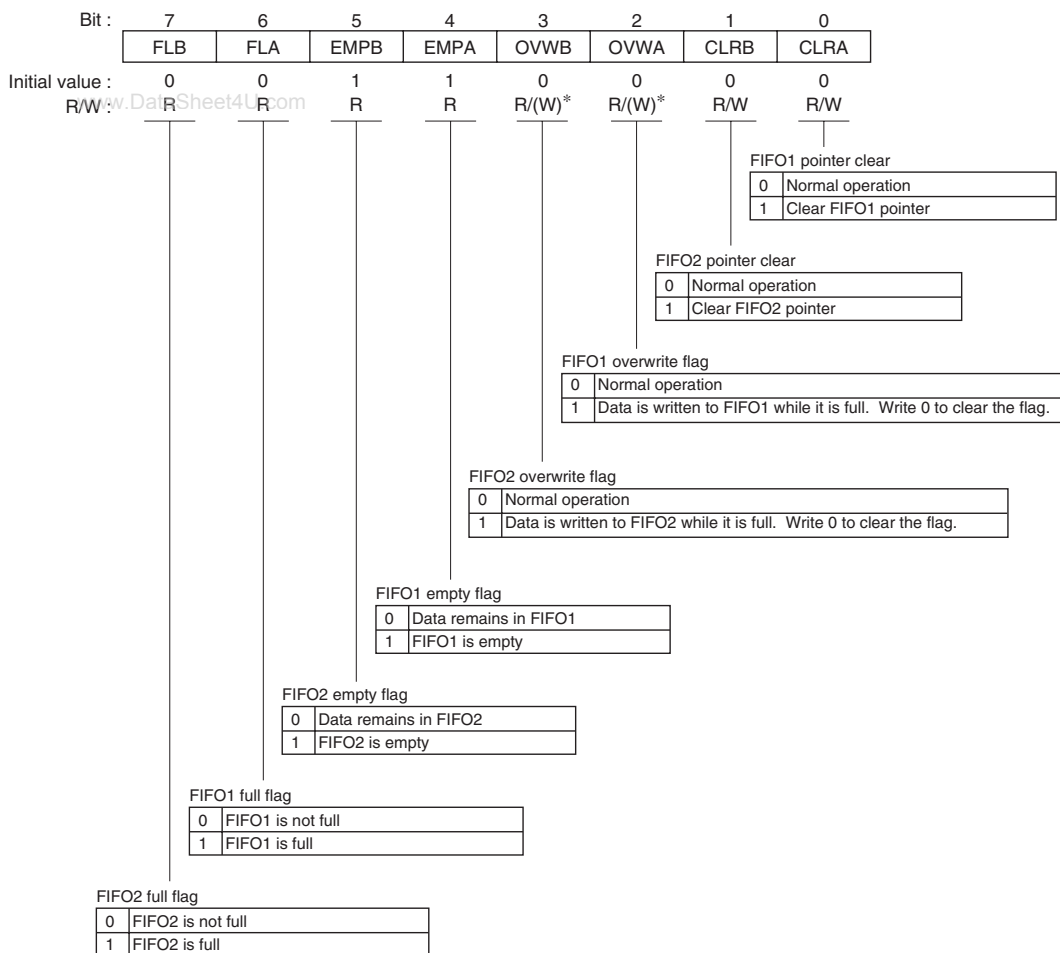 Bit : 7 6 5 4 3 2 1 0
FLB FLA EMPB EMPA OVWB OVWA CLRB CLRA
Initial value : 0 0 1 1 0 0 0 0
www.DataSheet4U.com
R/W : R R R R R/(W)* R/(W)* R/W R/W
FIFO1 pointer clear
0 Normal operation
1 Clear FIFO1 pointer
FIFO2 pointer clear
0 Normal operation
1 Clear FIFO2 pointer
FIFO1 overwrite flag
0 Normal operation
1 Data is written to FIFO1 while it is full. Write 0 to clear the flag.
FIFO2 overwrite flag
0 Normal operation
1 Data is written to FIFO2 while it is full. Write 0 to clear the flag.
FIFO1 empty flag
0 Data remains in FIFO1
1 FIFO1 is empty
FIFO2 empty flag
0 Data remains in FIFO2
1 FIFO2 is empty
FIFO1 full flag
0 FIFO1 is not full
1 FIFO1 is full
FIFO2 full flag
0 FIFO2 is not full
1 FIFO2 is full